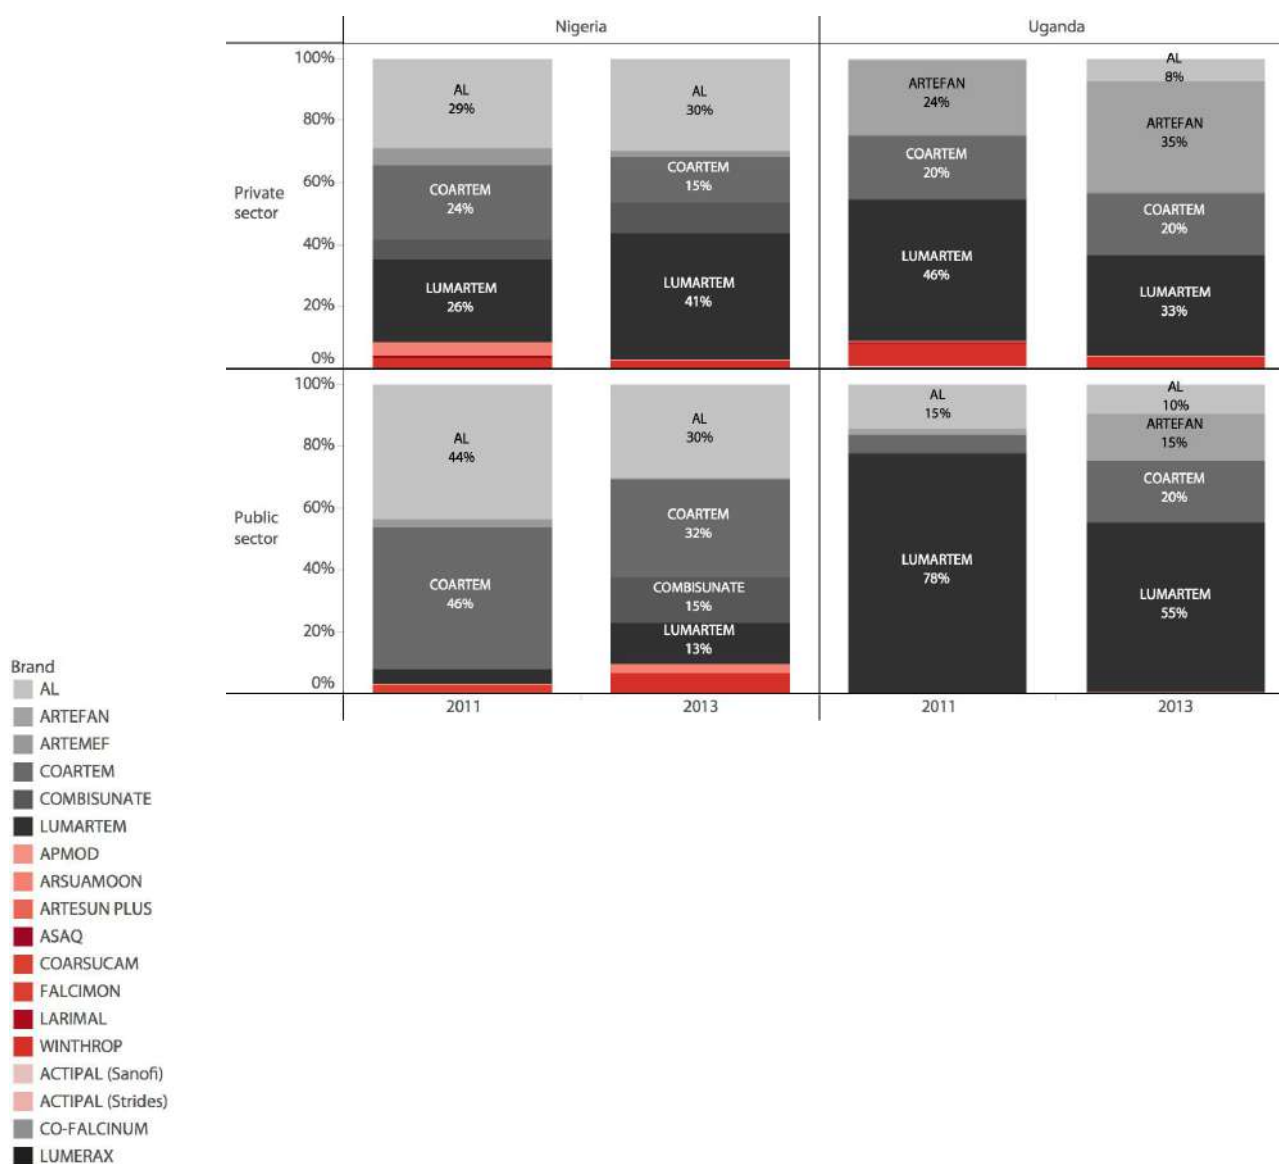 Nigeria
Uganda
100%
80%
60%
40%
20%
0%
Private
sector
AL
29%
COARTEM
24%
LUMARTEM
26%
AL
30%
COARTEM
15%
LUMARTEM
41%
ARTEFAN
24%
COARTEM
20%
LUMARTEM
46%
AL
8%
ARTEFAN
35%
COARTEM
20%
LUMARTEM
33%
100%
80%
60%
40%
20%
0%
Public
sector
AL
44%
COARTEM
46%
AL
30%
COARTEM
32%
COMBISUNATE
15%
LUMARTEM
13%
AL
15%
LUMARTEM
78%
AL
10%
ARTEFAN
15%
COARTEM
20%
LUMARTEM
55%
2011
2013
2011
2013
Brand
AL
ARTEFAN
ARTEMEF
COARTEM
COMBISUNATE
LUMARTEM
APMOD
ARSUAMOON
ARTESUN PLUS
ASAQ
COARSUCAM
FALCIMON
LARIMAL
WINTHROP
ACTIPAL (Sanofi)
ACTIPAL (Strides)
CO-FALCINUM
LUMERAX